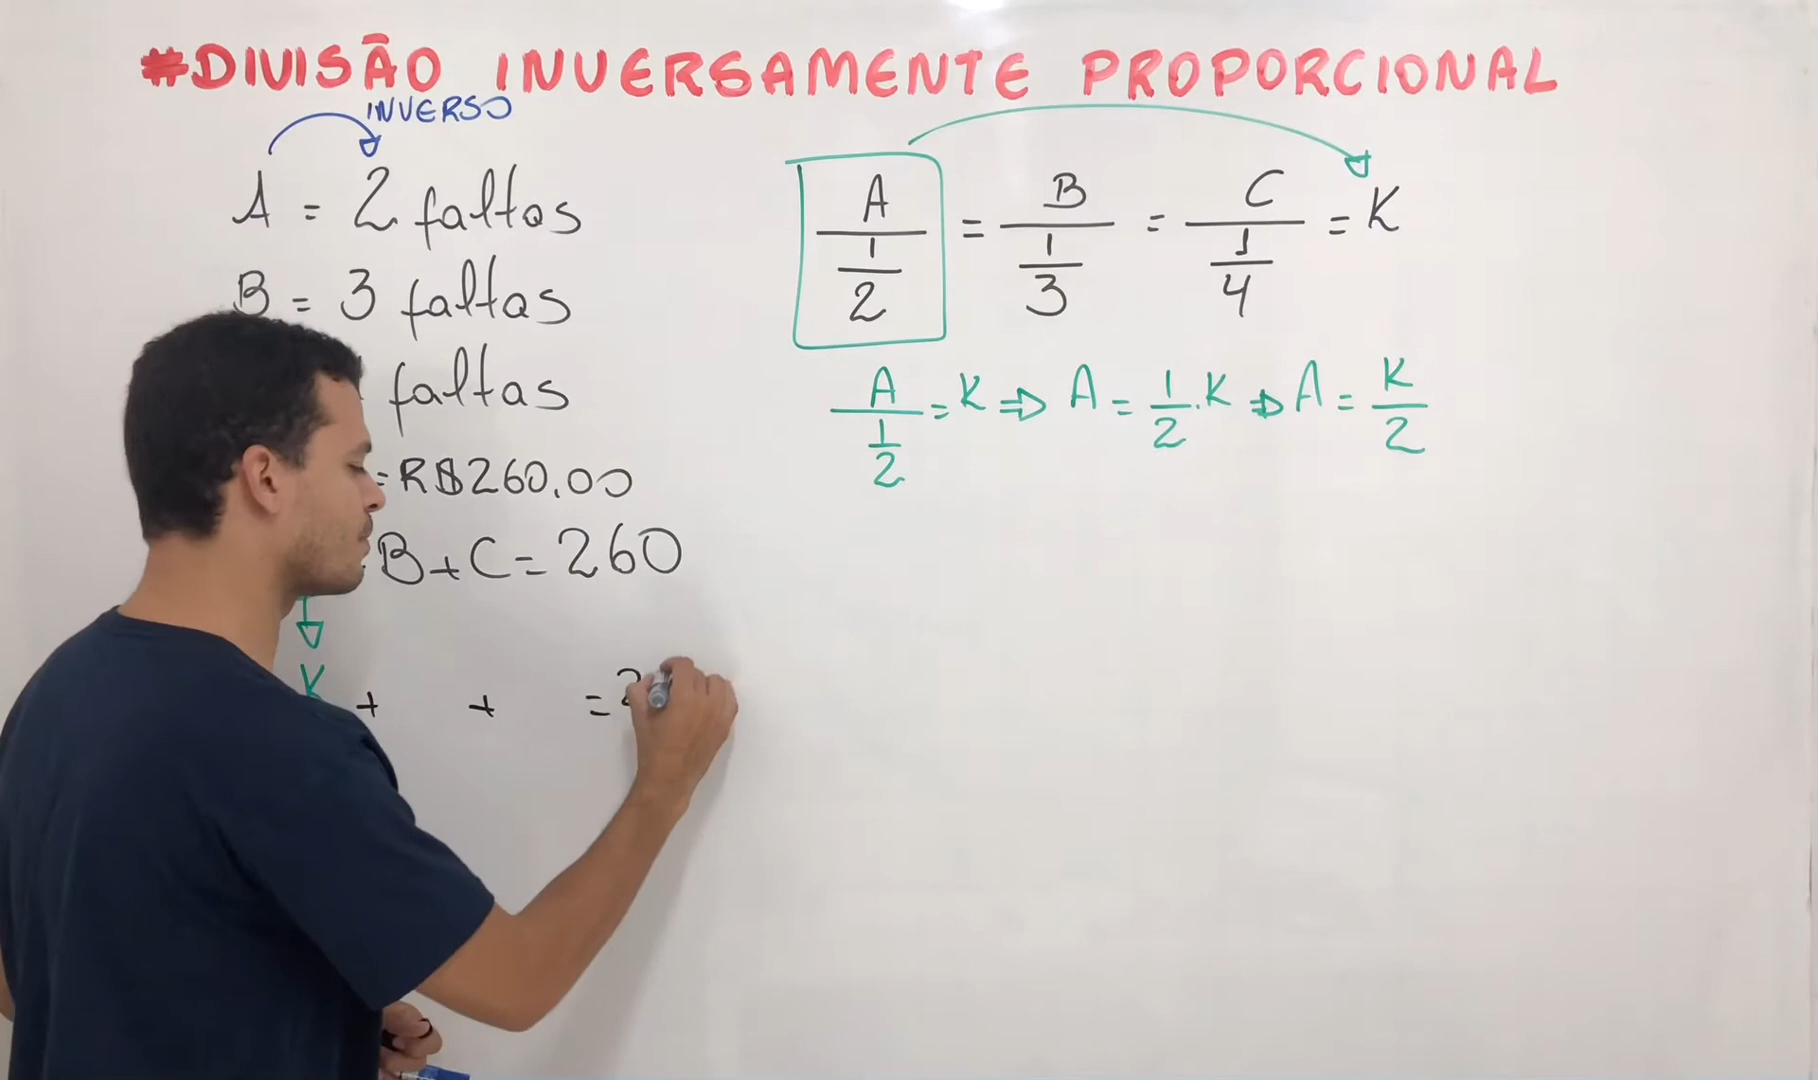 #DIVISÃO INVERSAMENTE PROPORCIONAL
INVERSO
A = 2 faltas
B = 3 faltas
faltas
=R$260,00
B+C=260
K + + =2
A/(1/2) = B/(1/3) = C/(1/4) = K
A/(1/2) = K ⇒ A = 1/2.K ⇒ A = K/2